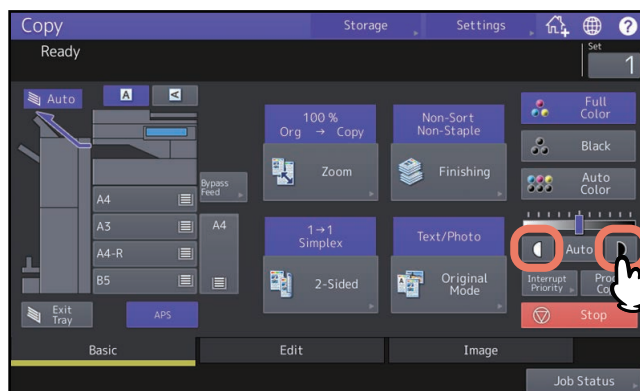 Copy
Storage
Settings
?
Ready
Set
1
Auto
A
A
100 %
Org → Copy
Zoom
Non-Sort
Non-Staple
Finishing
Full
Color
Black
Auto
Color
Bypass
Feed
A4
A3
A4-R
B5
A4
1→1
Simplex
2-Sided
Text/Photo
Original
Mode
Auto
Interrupt
Priority
Stop
Exit
Tray
APS
Basic
Edit
Image
Job Status